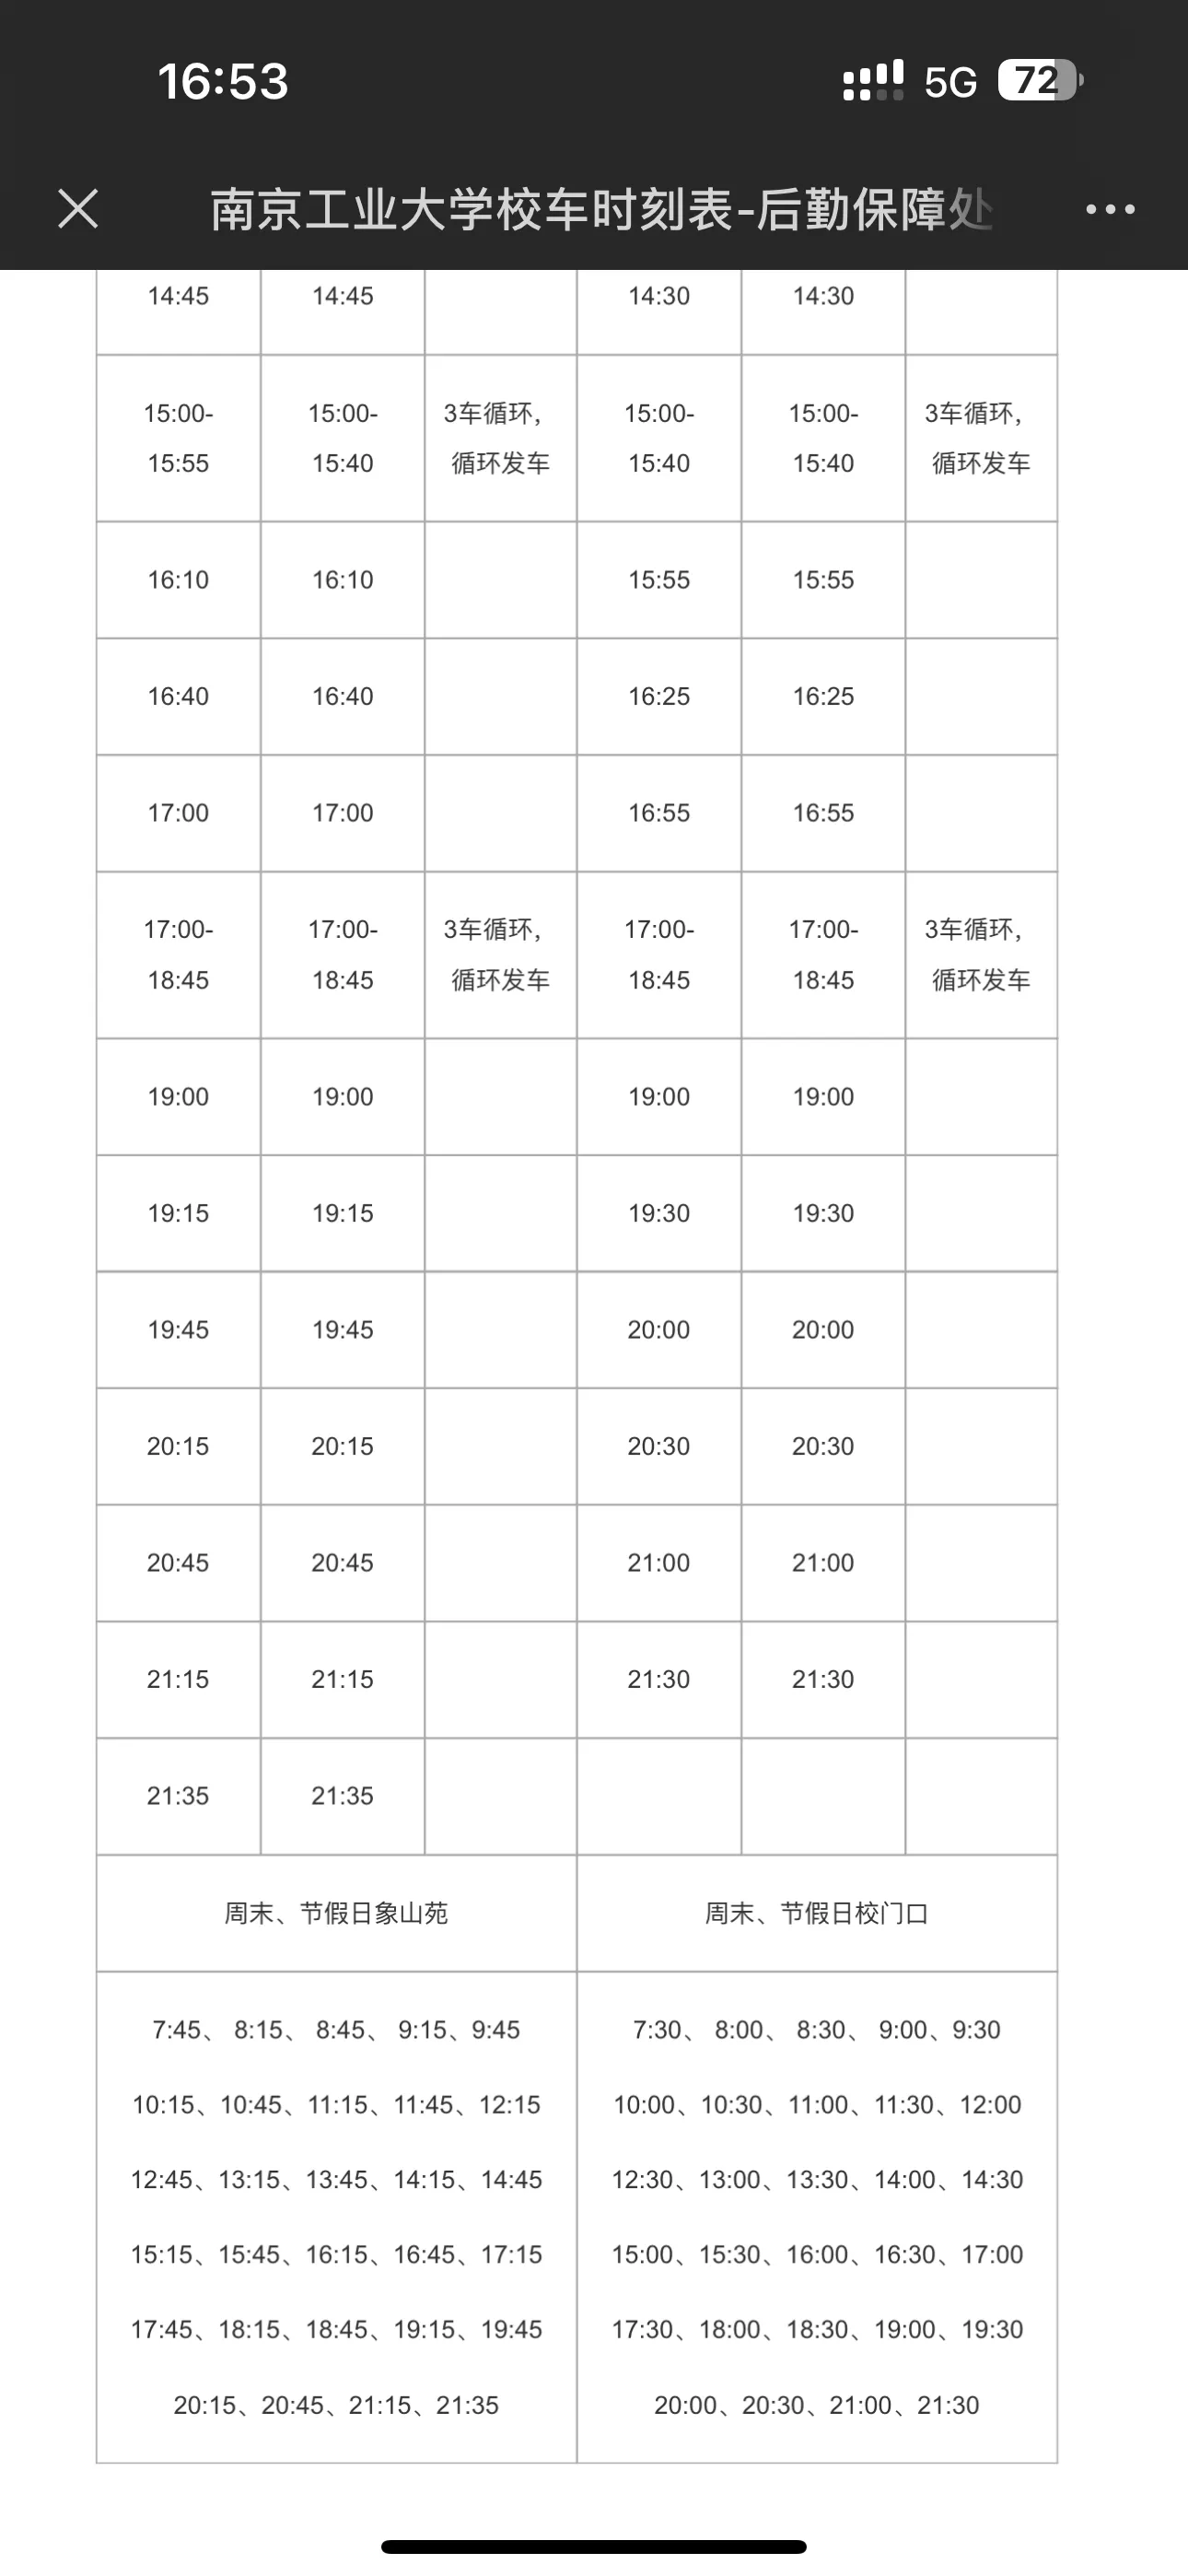 16:53
5G 72
南京工业大学校车时刻表-后勤保障处
14:45 14:45 14:30 14:30
15:00- 15:00- 3车循环, 15:00- 15:00- 3车循环,
15:55 15:40 循环发车 15:40 15:40 循环发车
16:10 16:10 15:55 15:55
16:40 16:40 16:25 16:25
17:00 17:00 16:55 16:55
17:00- 17:00- 3车循环, 17:00- 17:00- 3车循环,
18:45 18:45 循环发车 18:45 18:45 循环发车
19:00 19:00 19:00 19:00
19:15 19:15 19:30 19:30
19:45 19:45 20:00 20:00
20:15 20:15 20:30 20:30
20:45 20:45 21:00 21:00
21:15 21:15 21:30 21:30
21:35 21:35
周末、节假日象山苑 周末、节假日校门口
7:45、 8:15、 8:45、 9:15、9:45 7:30、 8:00、 8:30、 9:00、9:30
10:15、10:45、11:15、11:45、12:15 10:00、10:30、11:00、11:30、12:00
12:45、13:15、13:45、14:15、14:45 12:30、13:00、13:30、14:00、14:30
15:15、15:45、16:15、16:45、17:15 15:00、15:30、16:00、16:30、17:00
17:45、18:15、18:45、19:15、19:45 17:30、18:00、18:30、19:00、19:30
20:15、20:45、21:15、21:35 20:00、20:30、21:00、21:30